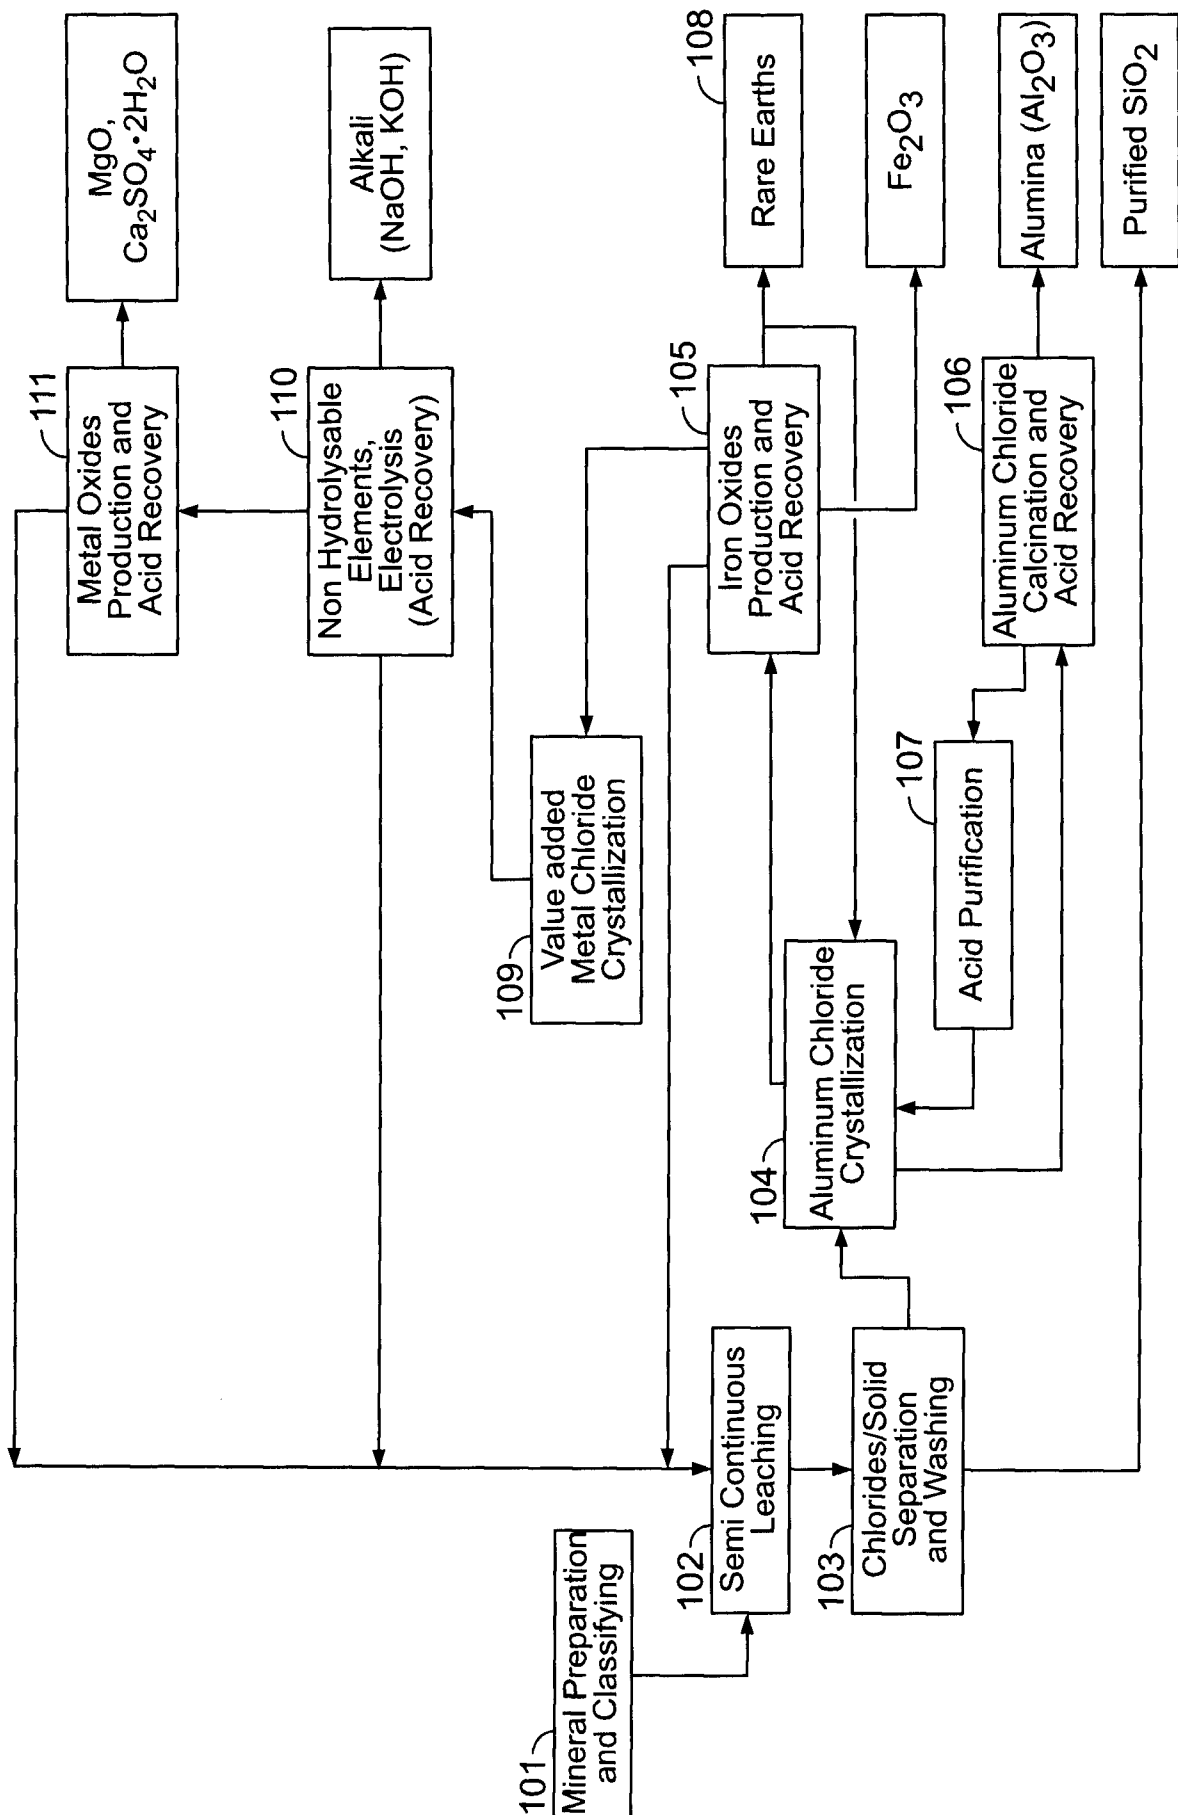 101
Mineral Preparation
and Classifying
102
Semi Continuous
Leaching
103
Chlorides/Solid
Separation
and Washing
104
Aluminum Chloride
Crystallization
105
Iron Oxides
Production and
Acid Recovery
106
Aluminum Chloride
Calcination and
Acid Recovery
107
Acid Purification
108
Rare Earths
Fe2O3
Alumina (Al2O3)
Purified SiO2
109
Value added
Metal Chloride
Crystallization
110
Non Hydrolysable
Elements,
Electrolysis
(Acid Recovery)
Alkali
(NaOH, KOH)
111
Metal Oxides
Production and
Acid Recovery
MgO,
Ca2SO4•2H2O